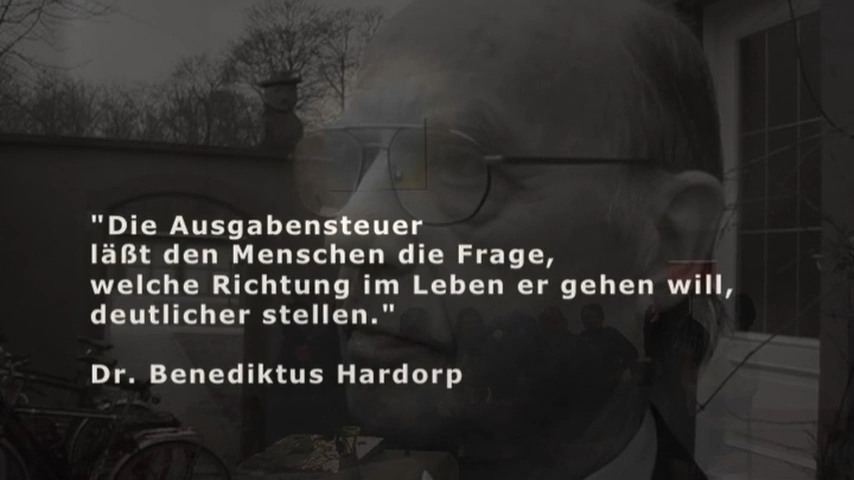 "Die Ausgabensteuer
läßt den Menschen die Frage,
welche Richtung im Leben er gehen will,
deutlicher stellen."
Dr. Benediktus Hardorp